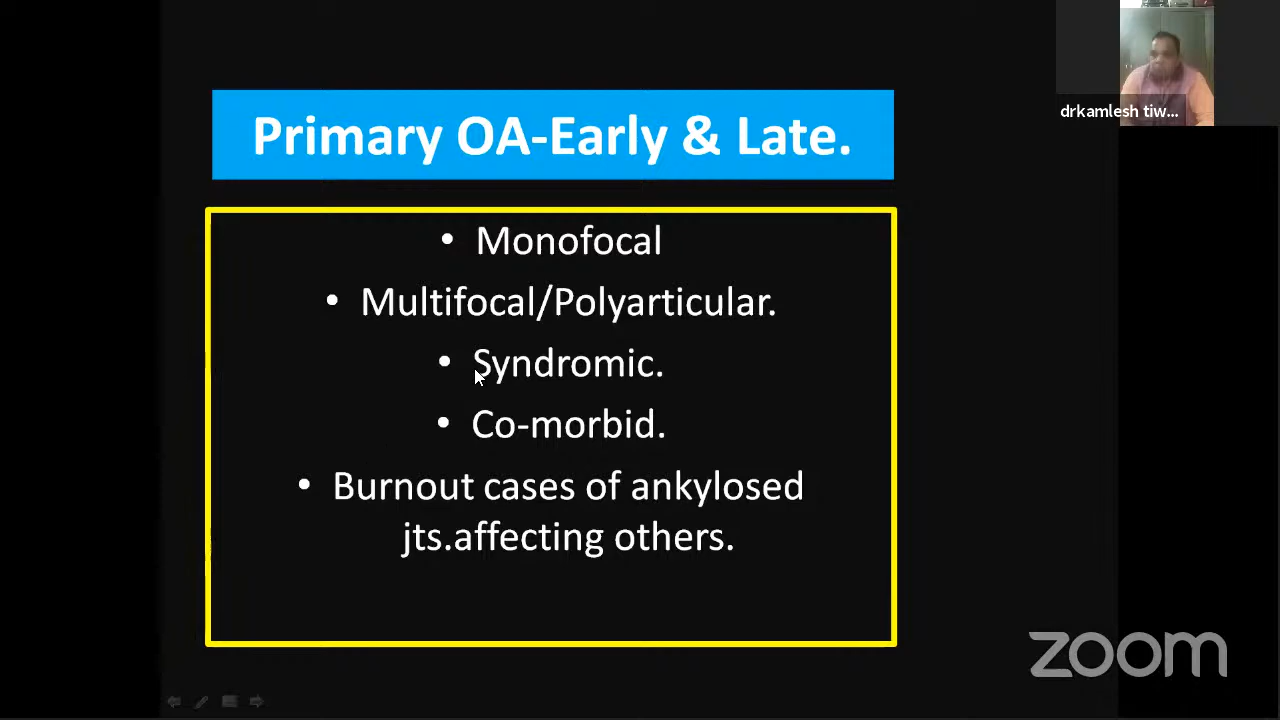 drkamlesh tiw...
Primary OA-Early & Late.
• Monofocal
• Multifocal/Polyarticular.
• Syndromic.
• Co-morbid.
• Burnout cases of ankylosed
jts.affecting others.
zoom